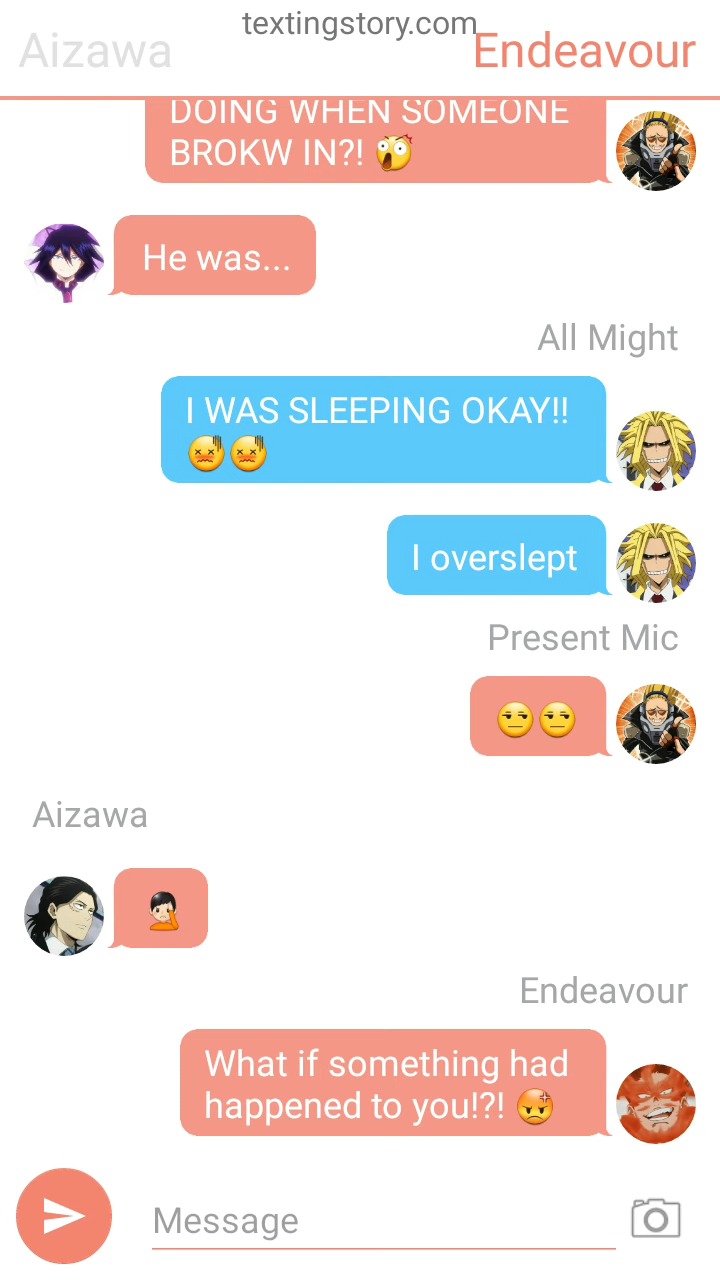 textingstory.com
Aizawa
Endeavour
DOING WHEN SOMEONE
BROKW IN?! 😲
He was...
All Might
I WAS SLEEPING OKAY!!
😖😖
I overslept
Present Mic
😒😒
Aizawa
🤦
Endeavour
What if something had
happened to you!?! 😡
Message